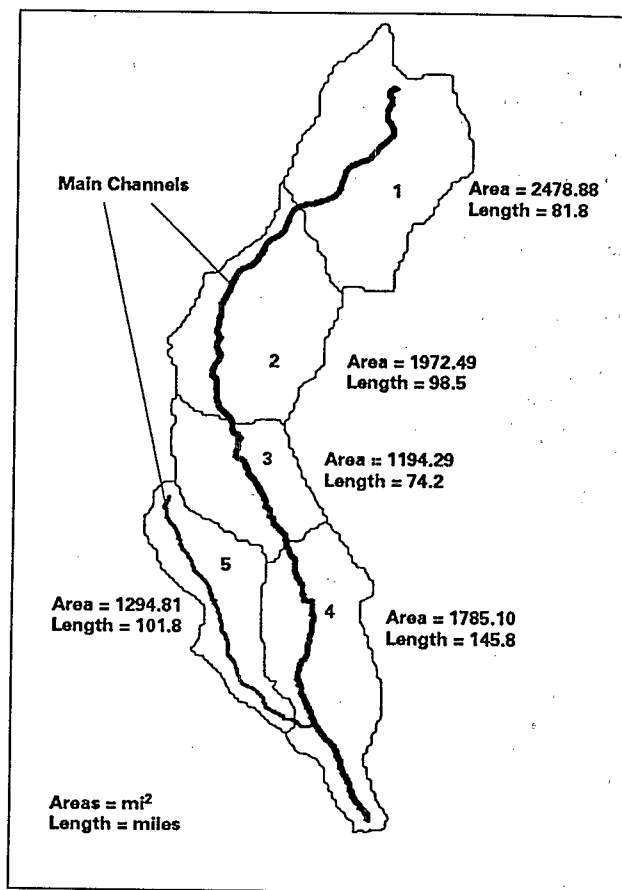 Main Channels
1
Area = 2478.88
Length = 81.8
2
Area = 1972.49
Length = 98.5
3
Area = 1194.29
Length = 74.2
5
Area = 1294.81
Length = 101.8
4
Area = 1785.10
Length = 145.8
Areas = mi²
Length = miles